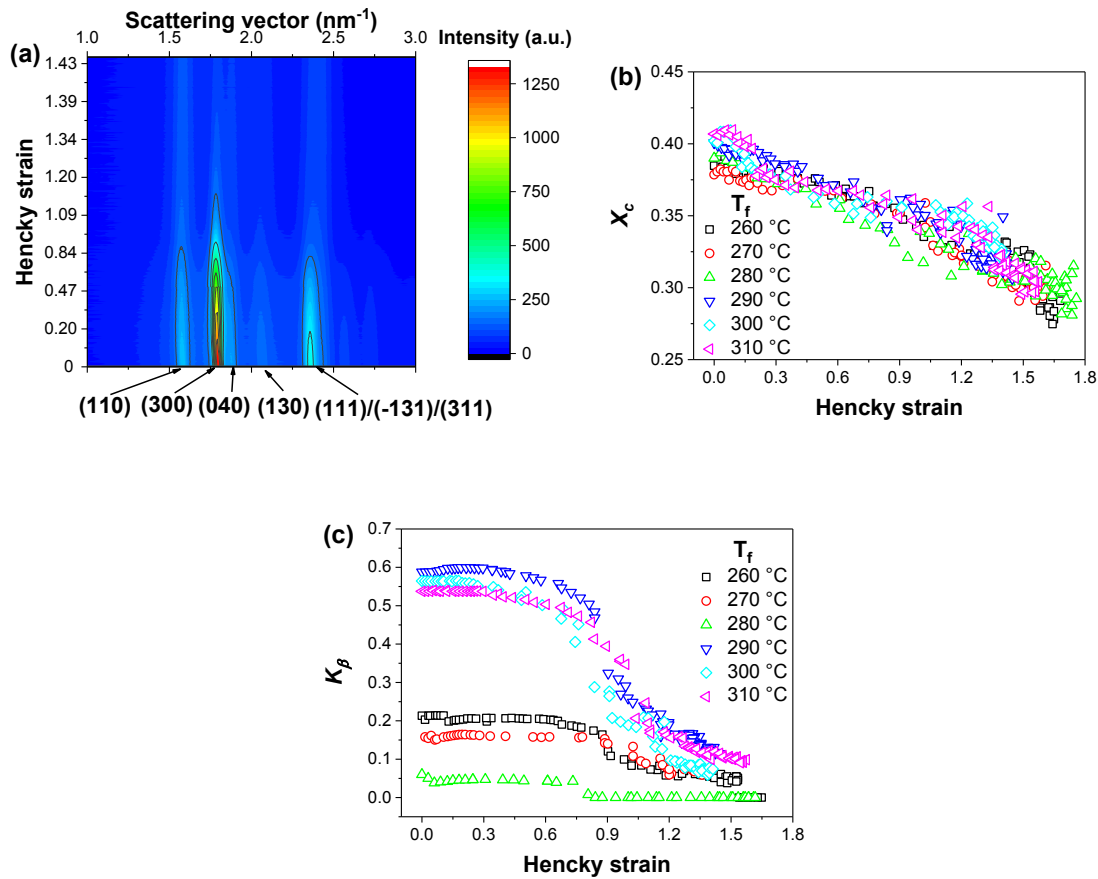 Scattering vector (nm⁻¹)
1.0 1.5 2.0 2.5 3.0
(a)
Intensity (a.u.)
Hencky strain
1.43
1.39
1.34
1.20
1.09
0.84
0.47
0.20
0
1250
1000
750
500
250
0
(110) (300) (040) (130) (111)/(-131)/(311)
(b)
X_c
0.45
0.40
0.35
0.30
0.25
T_f
260 °C
270 °C
280 °C
290 °C
300 °C
310 °C
0.0 0.3 0.6 0.9 1.2 1.5 1.8
Hencky strain
(c)
K_β
0.7
0.6
0.5
0.4
0.3
0.2
0.1
0.0
T_f
260 °C
270 °C
280 °C
290 °C
300 °C
310 °C
0.0 0.3 0.6 0.9 1.2 1.5 1.8
Hencky strain